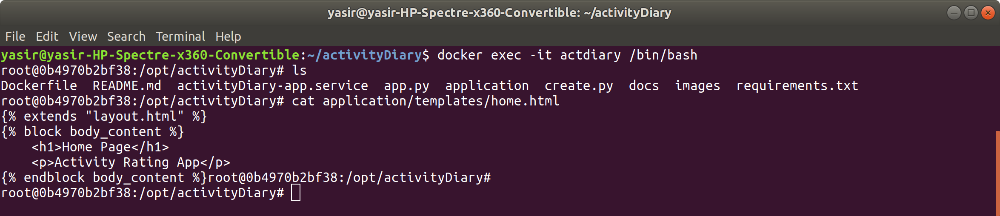 yasir@yasir-HP-Spectre-x360-Convertible: ~/activityDiary
File Edit View Search Terminal Help
yasir@yasir-HP-Spectre-x360-Convertible:~/activityDiary$ docker exec -it actdiary /bin/bash
root@0b4970b2bf38:/opt/activityDiary# ls
Dockerfile  README.md  activityDiary-app.service  app.py  application  create.py  docs  images  requirements.txt
root@0b4970b2bf38:/opt/activityDiary# cat application/templates/home.html
{% extends "layout.html" %}
{% block body_content %}
    <h1>Home Page</h1>
    <p>Activity Rating App</p>
{% endblock body_content %}root@0b4970b2bf38:/opt/activityDiary#
root@0b4970b2bf38:/opt/activityDiary#